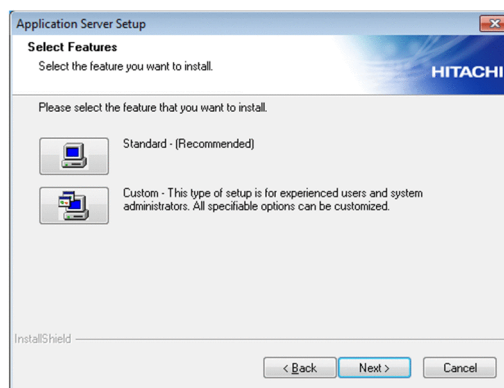 Application Server Setup
Select Features
Select the feature you want to install.
HITACHI
Please select the feature that you want to install.
Standard - (Recommended)
Custom - This type of setup is for experienced users and system
administrators. All specifiable options can be customized.
InstallShield
< Back
Next >
Cancel